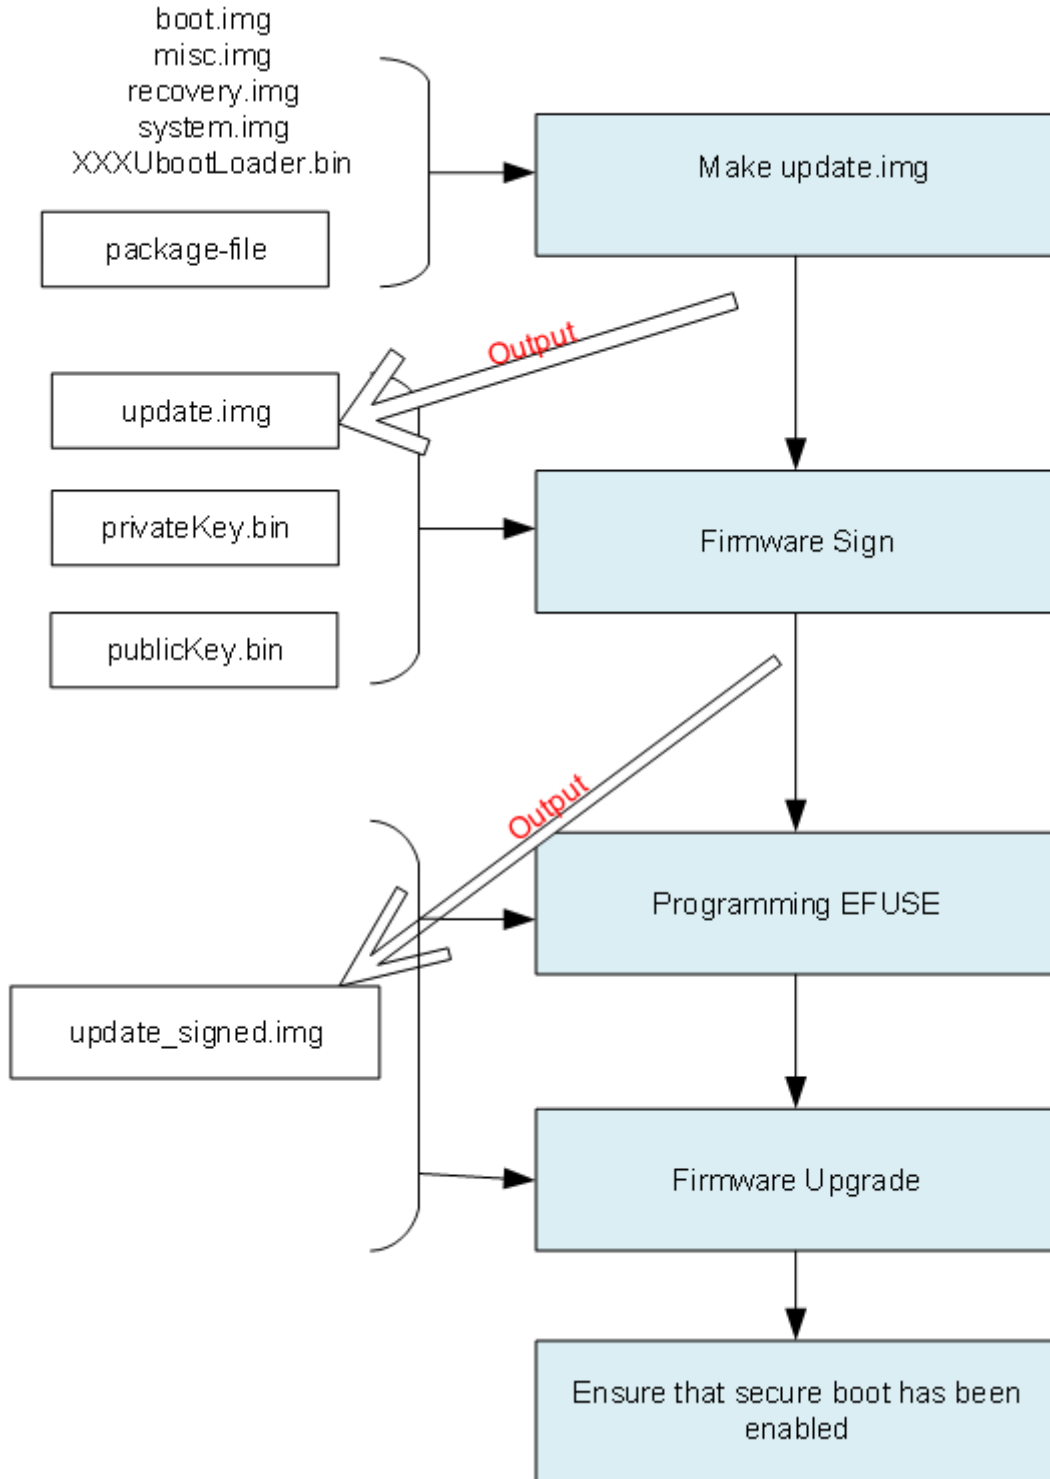 boot.img
misc.img
recovery.img
system.img
XXXUbootLoader.bin
package-file
Make update.img
Output
update.img
privateKey.bin
publicKey.bin
Firmware Sign
Output
Programming EFUSE
update_signed.img
Firmware Upgrade
Ensure that secure boot has been
enabled